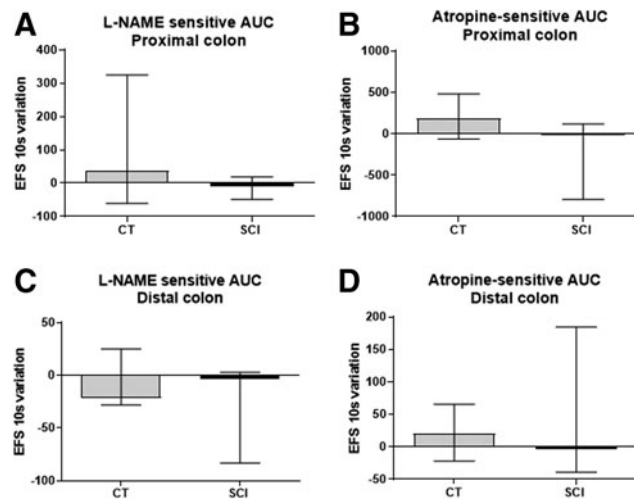 A
L-NAME sensitive AUC
Proximal colon
EFS 10s variation
400
300
200
100
0
-100
CT
SCI
B
Atropine-sensitive AUC
Proximal colon
EFS 10s variation
1000
500
0
-500
-1000
CT
SCI
C
L-NAME sensitive AUC
Distal colon
EFS 10s variation
50
0
-50
-100
CT
SCI
D
Atropine-sensitive AUC
Distal colon
EFS 10s variation
200
150
100
50
0
-50
CT
SCI